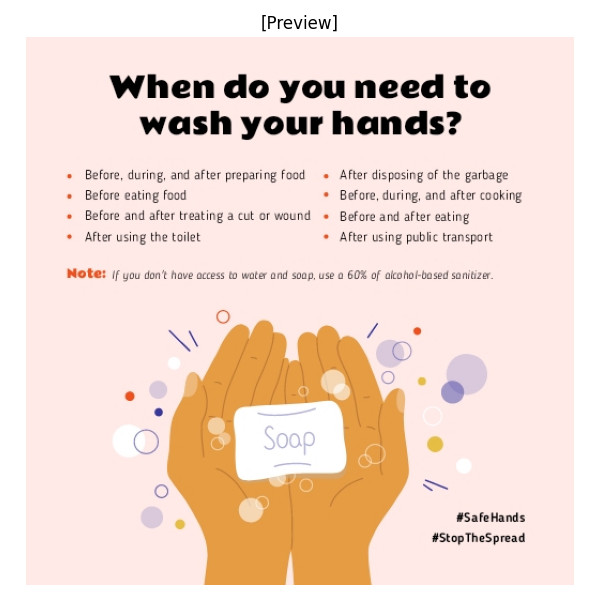 [Preview]
When do you need to
wash your hands?
Before, during, and after preparing food
Before eating food
Before and after treating a cut or wound
After using the toilet
After disposing of the garbage
Before, during, and after cooking
Before and after eating
After using public transport
Note: If you don't have access to water and soap, use a 60% of alcohol-based sanitizer.
Soap
#SafeHands
#StopTheSpread